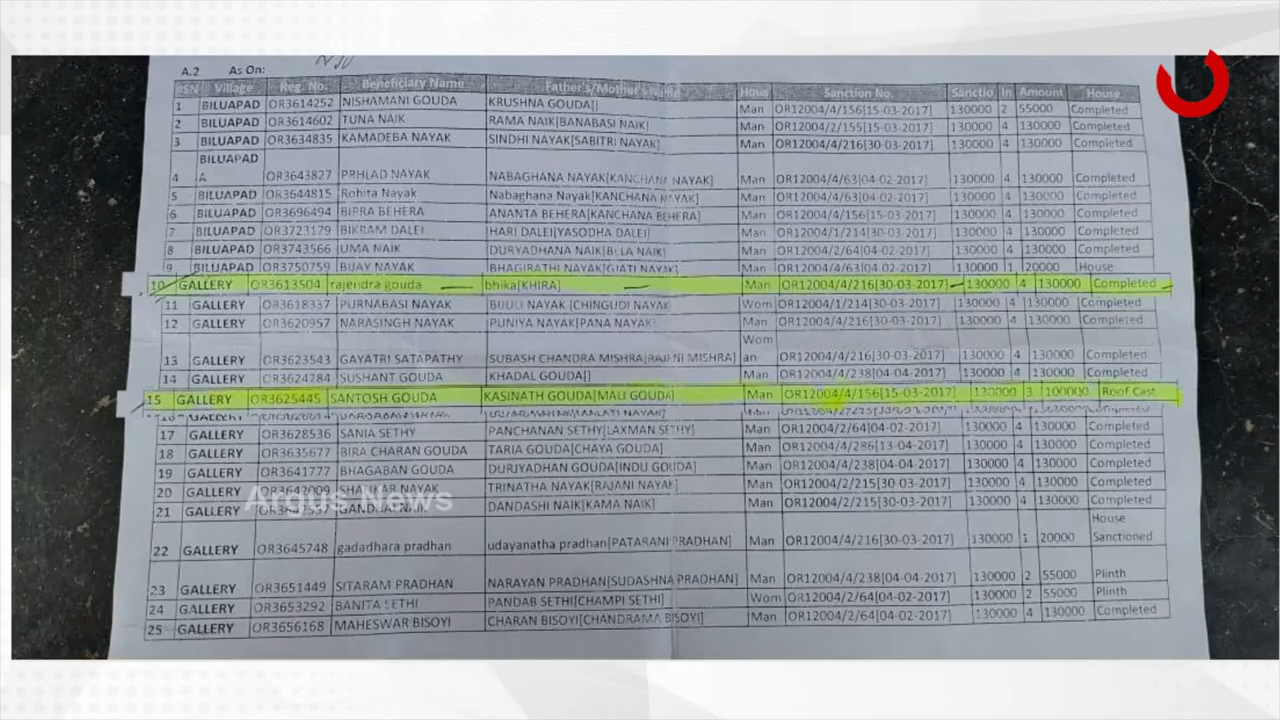 A.2 As On:
SN Village Reg. No. Beneficiary Name Father's/Mother's Name Hous Sanction No. Sanctio In Amount House
1 BILUAPAD OR3614252 NISHAMANI GOUDA KRUSHNA GOUDA[] Man OR12004/4/156[15-03-2017] 130000 2 55000 Completed
2 BILUAPAD OR3614602 TUNA NAIK RAMA NAIK[BANABASI NAIK] Man OR12004/2/155[15-03-2017] 130000 4 130000 Completed
3 BILUAPAD OR3634835 KAMADEBA NAYAK SINDHI NAYAK[SABITRI NAYAK] Man OR12004/4/216[30-03-2017] 130000 4 130000 Completed
BILUAPAD
4 A OR3643827 PRHLAD NAYAK NABAGHANA NAYAK[KANCHANA NAYAK] Man OR12004/4/63[04-02-2017] 130000 4 130000 Completed
5 BILUAPAD OR3644815 Rohita Nayak Nabaghana Nayak[KANCHANA NAYAK] Man OR12004/4/63[04-02-2017] 130000 4 130000 Completed
6 BILUAPAD OR3696494 BIPRA BEHERA ANANTA BEHERA[KANCHANA BEHERA] Man OR12004/4/156[15-03-2017] 130000 4 130000 Completed
7 BILUAPAD OR3723179 BIKRAM DALEI HARI DALEI[YASODHA DALEI] Man OR12004/1/214[30-03-2017] 130000 4 130000 Completed
8 BILUAPAD OR3743566 UMA NAIK DURYADHANA NAIK[BELA NAIK] Man OR12004/2/64[04-02-2017] 130000 4 130000 Completed
9 BILUAPAD OR3750759 BIJAY NAYAK BHAGIRATHI NAYAK[GIATI NAYAK] Man OR12004/4/216[30-03-2017] 130000 1 20000 House
10 GALLERY OR3613504 rajendra gouda bhika[KHIRA] Man OR12004/4/216[30-03-2017] 130000 4 130000 Completed
11 GALLERY OR3618337 PURNABASI NAYAK BIJULI NAYAK [CHINGUDI NAYAK Wom OR12004/1/214[30-03-2017] 130000 4 130000 Completed
12 GALLERY OR3620957 NARASINGH NAYAK PUNIYA NAYAK[PANA NAYAK] Man OR12004/4/216[30-03-2017] 130000 4 130000 Completed
Wom
13 GALLERY OR3623543 GAYATRI SATAPATHY SUBASH CHANDRA MISHRA[RAJANI MISHRA] an OR12004/4/216[30-03-2017] 130000 4 130000 Completed
14 GALLERY OR3624284 SUSHANT GOUDA KHADAL GOUDA[] Man OR12004/4/238[04-04-2017] 130000 4 130000 Completed
15 GALLERY OR3625445 SANTOSH GOUDA KASINATH GOUDA[MALI GOUDA] Man OR12004/4/156[15-03-2017] 130000 3 100000 Roof Cast
17 GALLERY OR3628536 SANIA SETHY PANCHANAN SETHY[LAXMAN SETHY] Man OR12004/2/64[04-02-2017] 130000 4 130000 Completed
18 GALLERY OR3635677 BIRA CHARAN GOUDA TARIA GOUDA[CHAYA GOUDA] Man OR12004/4/286[13-04-2017] 130000 4 130000 Completed
19 GALLERY OR3641777 BHAGABAN GOUDA DURJYADHAN GOUDA[INDU GOUDA] Man OR12004/4/238[04-04-2017] 130000 4 130000 Completed
20 GALLERY NAYAK TRINATHA NAYAK[RAJANI NAYAK] Man OR12004/2/215[30-03-2017] 130000 4 130000 Completed
21 GALLERY NAIK DANDASHI NAIK[KAMA NAIK] Man OR12004/2/215[30-03-2017] 130000 4 130000 Completed
House
22 GALLERY OR3645748 gadadhara pradhan udayanatha pradhan[PATARANI PRADHAN] Man OR12004/4/216[30-03-2017] 130000 1 20000 Sanctioned
23 GALLERY OR3651449 SITARAM PRADHAN NARAYAN PRADHAN[SUDASHNA PRADHAN] Man OR12004/4/238[04-04-2017] 130000 2 55000 Plinth
24 GALLERY OR3653292 BANITA SETHI PANDAB SETHI[CHAMPI SETHI] Wom OR12004/2/64[04-02-2017] 130000 2 55000 Plinth
25 GALLERY OR3656168 MAHESWAR BISOYI CHARAN BISOYI[CHANDRAMA BISOYI] Man OR12004/2/64[04-02-2017] 130000 4 130000 Completed
Argus News